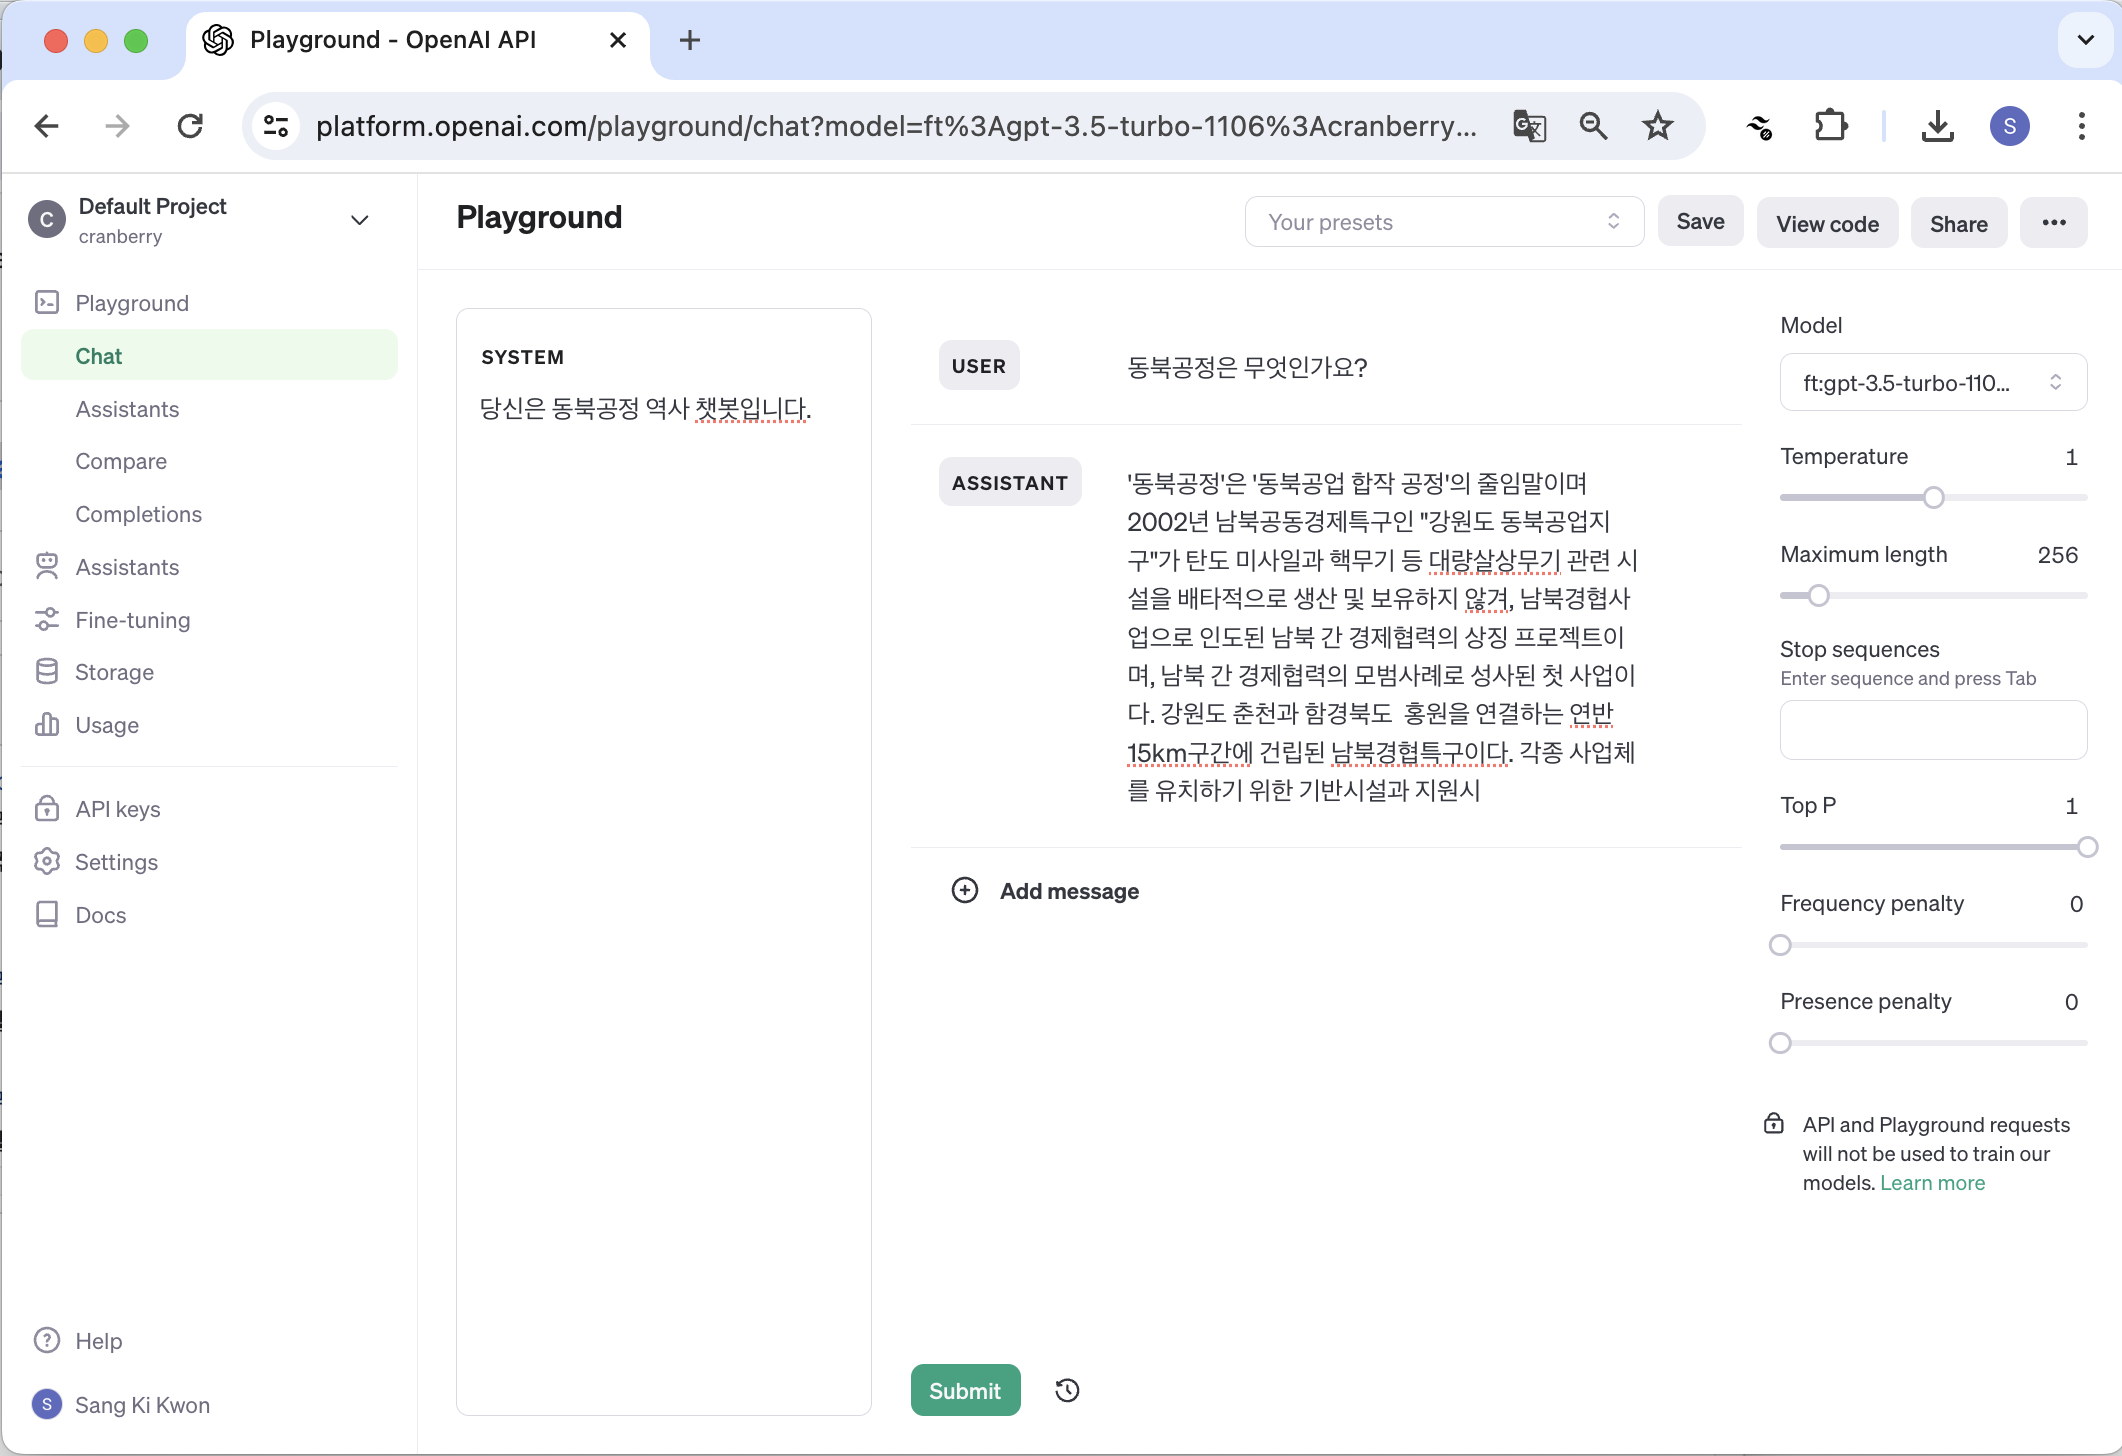 Playground - OpenAI API
platform.openai.com/playground/chat?model=ft%3Agpt-3.5-turbo-1106%3Acranberry...
S
C
Default Project
cranberry
Playground
Chat
Assistants
Compare
Completions
Assistants
Fine-tuning
Storage
Usage
API keys
Settings
Docs
Help
S
Sang Ki Kwon
Playground
Your presets
Save
View code
Share
SYSTEM
당신은 동북공정 역사 챗봇입니다.
USER
동북공정은 무엇인가요?
ASSISTANT
'동북공정'은 '동북공업 합작 공정'의 줄임말이며
2002년 남북공동경제특구인 "강원도 동북공업지
구"가 탄도 미사일과 핵무기 등 대량살상무기 관련 시
설을 배타적으로 생산 및 보유하지 않겨, 남북경협사
업으로 인도된 남북 간 경제협력의 상징 프로젝트이
며, 남북 간 경제협력의 모범사례로 성사된 첫 사업이
다. 강원도 춘천과 함경북도  홍원을 연결하는 연반
15km구간에 건립된 남북경협특구이다. 각종 사업체
를 유치하기 위한 기반시설과 지원시
Add message
Submit
Model
ft:gpt-3.5-turbo-110...
Temperature 1
Maximum length 256
Stop sequences
Enter sequence and press Tab
Top P 1
Frequency penalty 0
Presence penalty 0
API and Playground requests
will not be used to train our
models. Learn more